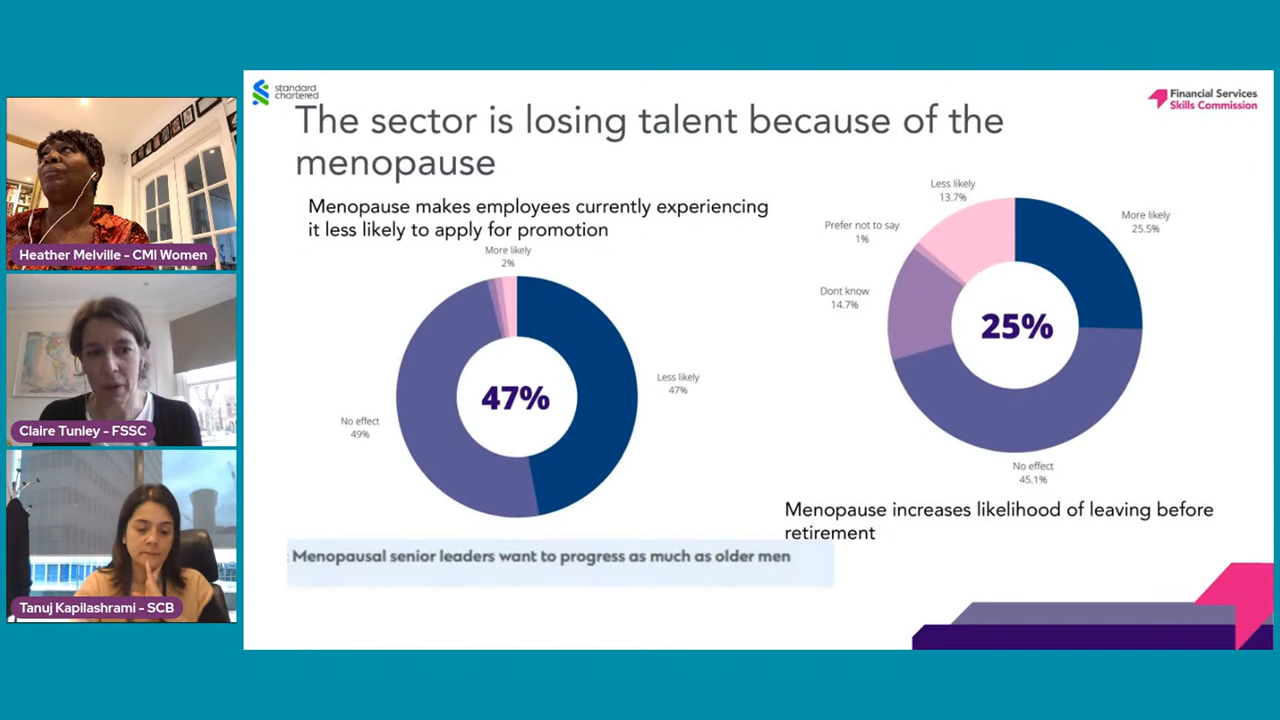 Heather Melville - CMI Women
Claire Tunley - FSSC
Tanuj Kapilashrami - SCB
standard
chartered
Financial Services
Skills Commission
The sector is losing talent because of the
menopause
Menopause makes employees currently experiencing
it less likely to apply for promotion
More likely
2%
Less likely
47%
No effect
49%
47%
Less likely
13.7%
More likely
25.5%
Prefer not to say
1%
Dont know
14.7%
25%
No effect
45.1%
Menopause increases likelihood of leaving before
retirement
: Menopausal senior leaders want to progress as much as older men